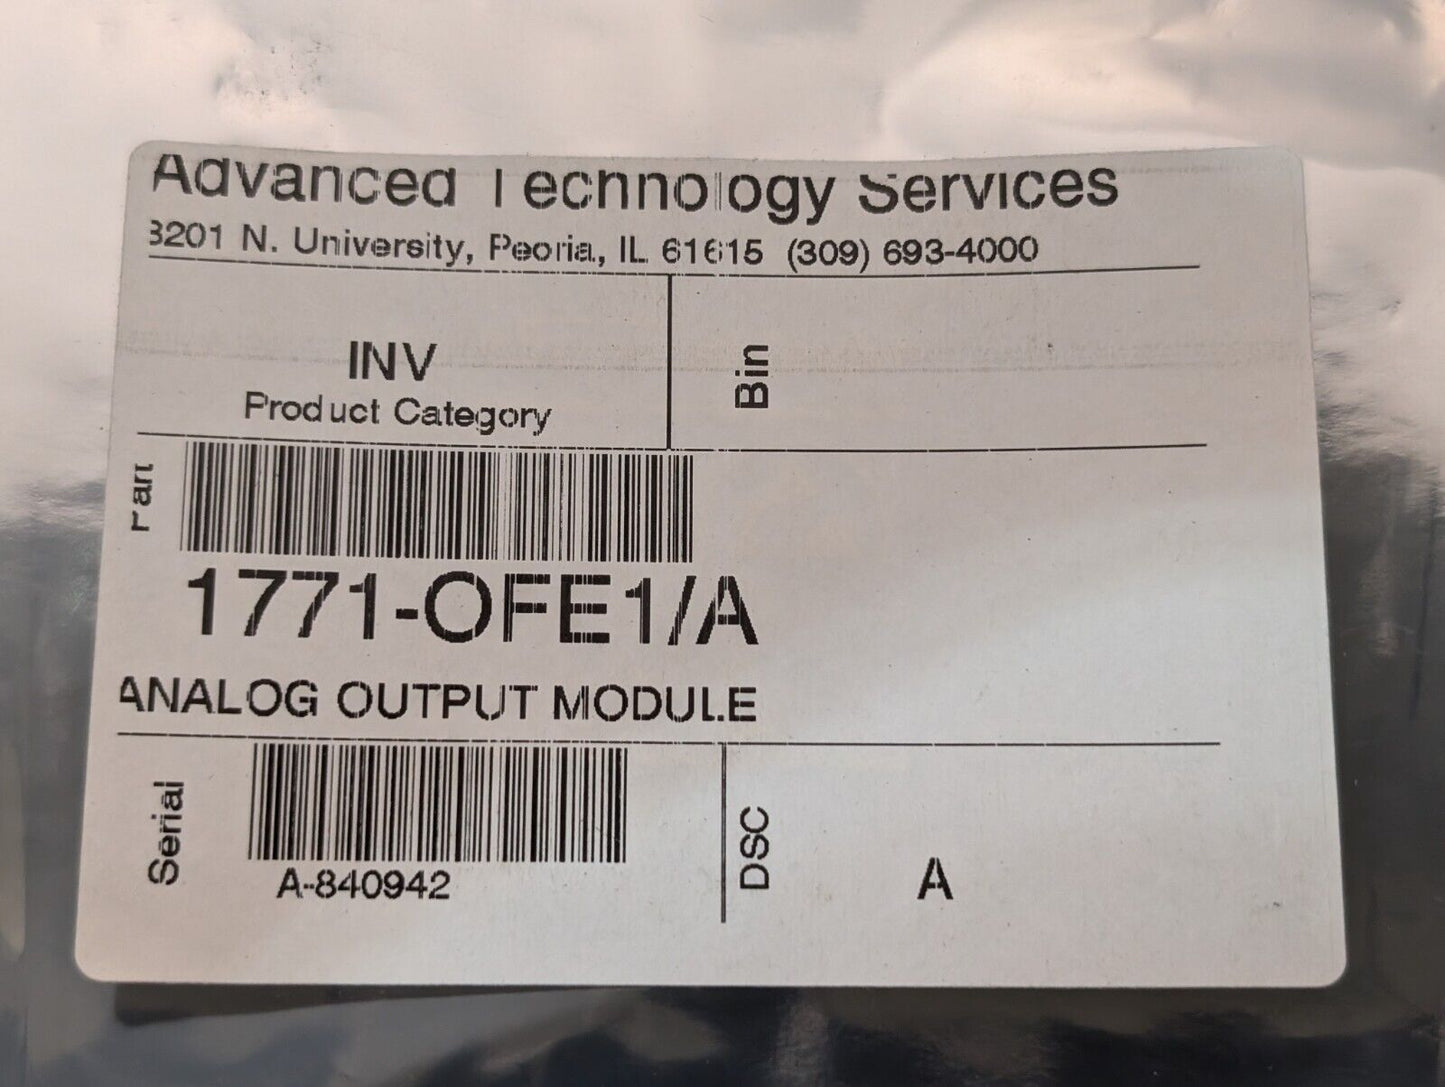 Advanced Technology Services
8201 N. University, Peoria, IL 61615 (309) 693-4000
INV
Product Category
Bin
Part
1771-OFE1/A
ANALOG OUTPUT MODULE
Serial
A-840942
DSC
A